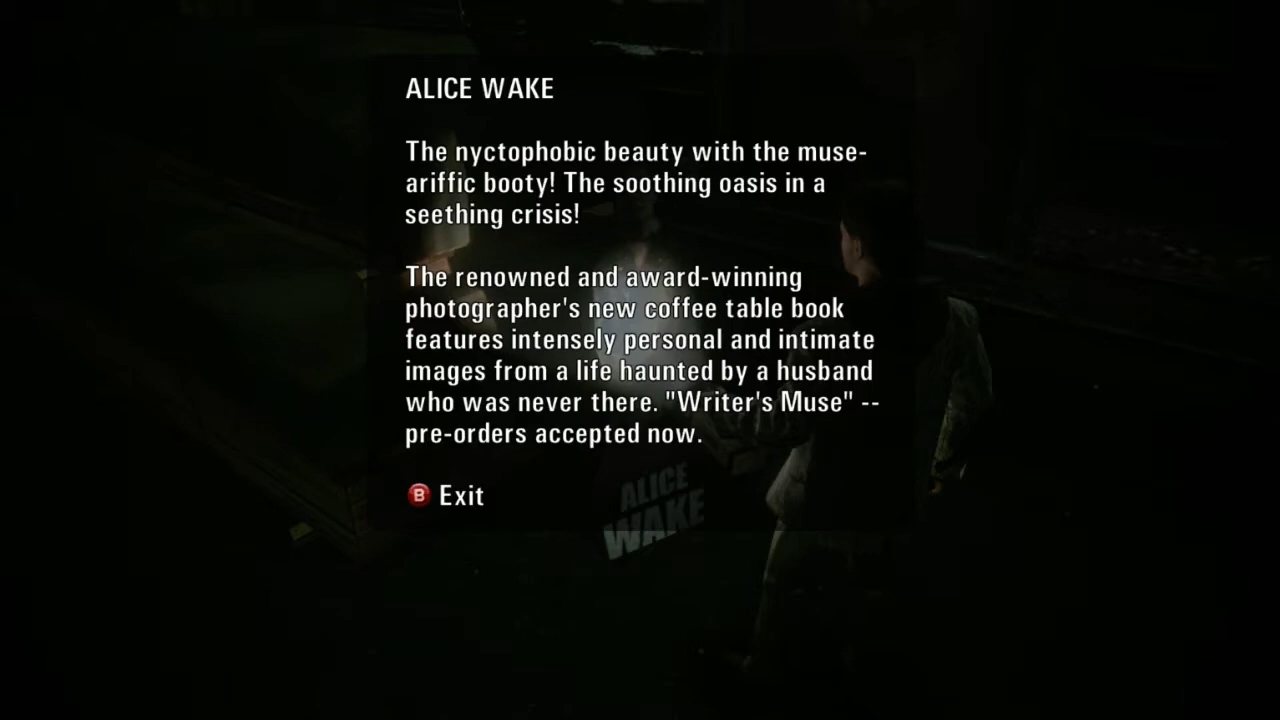 ALICE WAKE
The nyctophobic beauty with the muse-
ariffic booty! The soothing oasis in a
seething crisis!
The renowned and award-winning
photographer's new coffee table book
features intensely personal and intimate
images from a life haunted by a husband
who was never there. "Writer's Muse" --
pre-orders accepted now.
B Exit
ALICE
WAKE